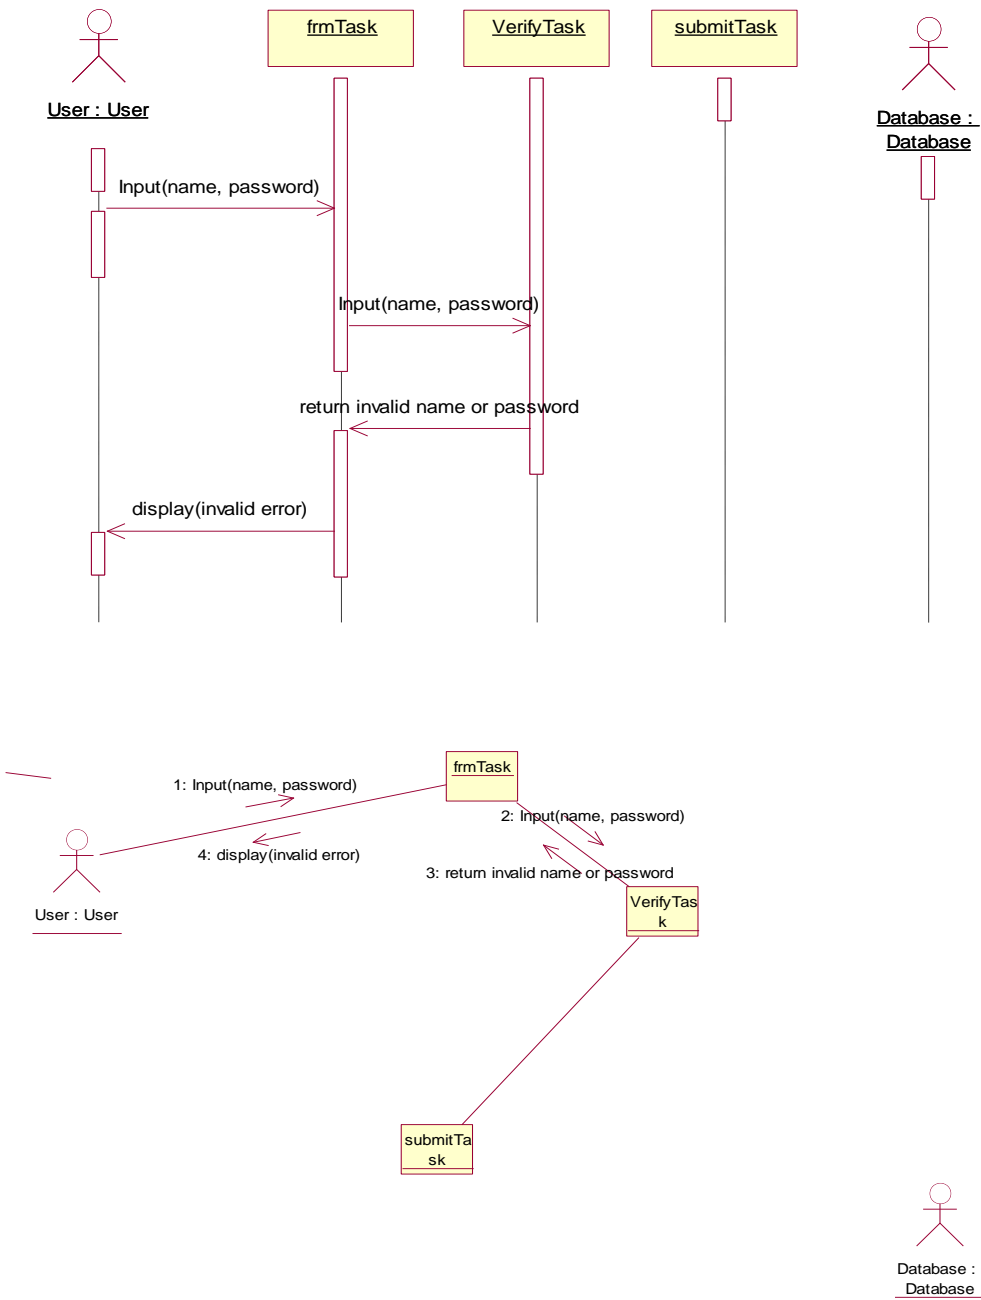 frmTask
VerifyTask
submitTask
User : User
Database :
Database
Input(name, password)
Input(name, password)
return invalid name or password
display(invalid error)
frmTask
1: Input(name, password)
2: Input(name, password)
4: display(invalid error)
3: return invalid name or password
User : User
VerifyTas
k
submitTa
sk
Database :
Database